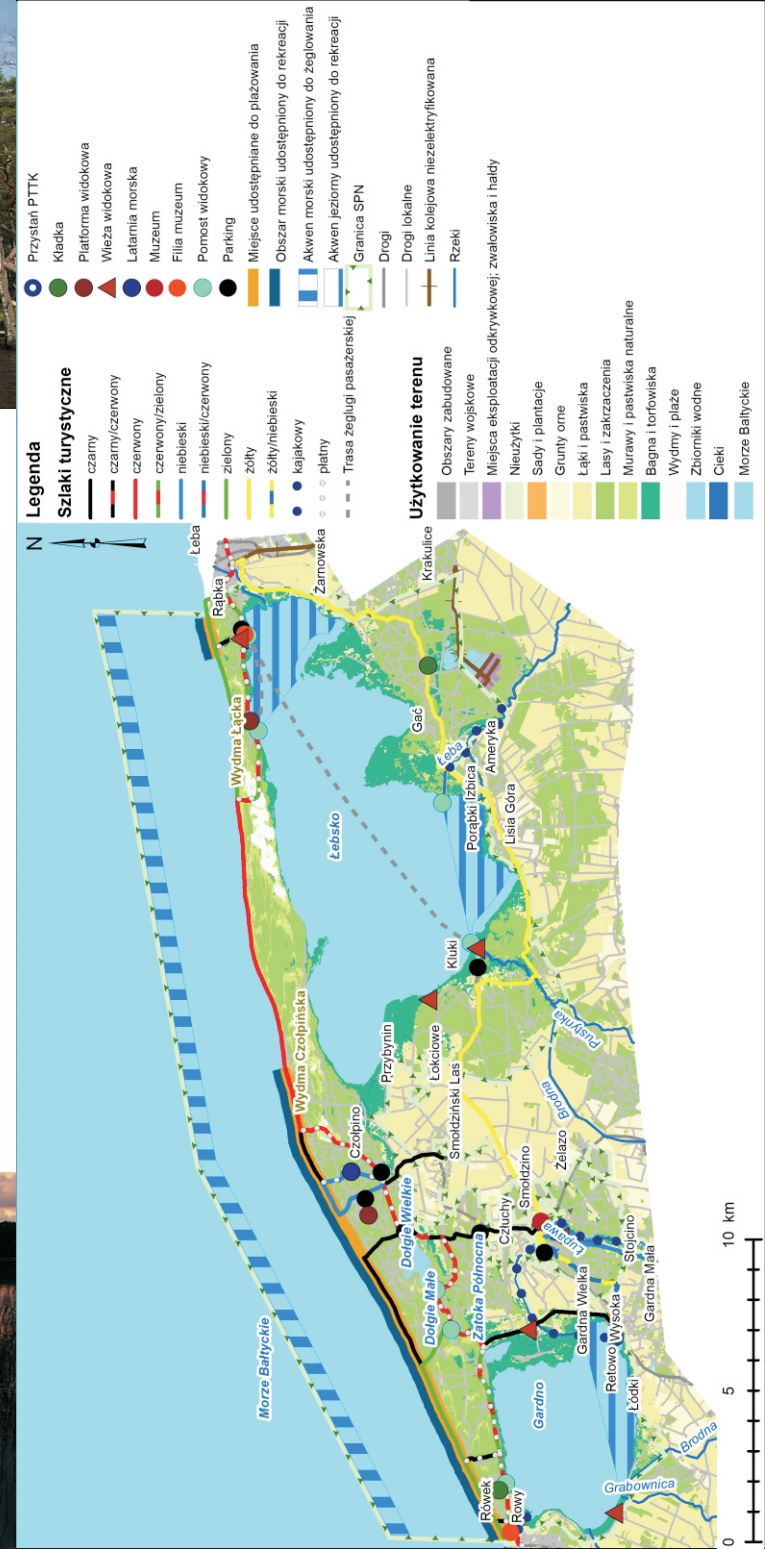 Legenda
Szlaki turystyczne
czarny
czarny/czerwony
czerwony
czerwony/zielony
niebieski
niebieski/czerwony
zielony
żółty
żółty/niebieski
kajakowy
płatny
Trasa żeglugi pasażerskiej
Przystań PTTK
Kładka
Platforma widokowa
Wieża widokowa
Latarnia morska
Muzeum
Filia muzeum
Pomost widokowy
Parking
Miejsce udostępniane do plażowania
Obszar morski udostępniony do rekreacji
Akwen morski udostępniony do żeglowania
Akwen jeziorny udostępniony do rekreacji
Granica SPN
Drogi
Drogi lokalne
Linia kolejowa niezelektryfikowana
Rzeki
Użytkowanie terenu
Obszary zabudowane
Tereny wojskowe
Miejsca eksploatacji odkrywkowej; zwałowiska i hałdy
Nieużytki
Sady i plantacje
Grunty orne
Łąki i pastwiska
Lasy i zakrzaczenia
Murawy i pastwiska naturalne
Bagna i torfowiska
Wydmy i plaże
Zbiorniki wodne
Cieki
Morze Bałtyckie
N
Morze Bałtyckie
Łeba
Rąbka
Żarnowska
Wydma Łącka
Łebsko
Krakulice
Gać
Łeba
Ameryka
Izbica
Porąbki
Lisia Góra
Kluki
Wydma Czołpińska
Przybynin
Łokciowe
Czołpino
Smołdziński Las
Pustynka
Brodna
Żelazo
Smołdzino
Dołgie Wielkie
Dołgie Małe
Człuchy
Zatoka Północna
Łupawa
Stojcino
Gardna Mała
Gardna Wielka
Wysoka
Retowo
Łódki
Gardno
Rówek
Rowy
Grabownica
Brodna
0 5 10 km